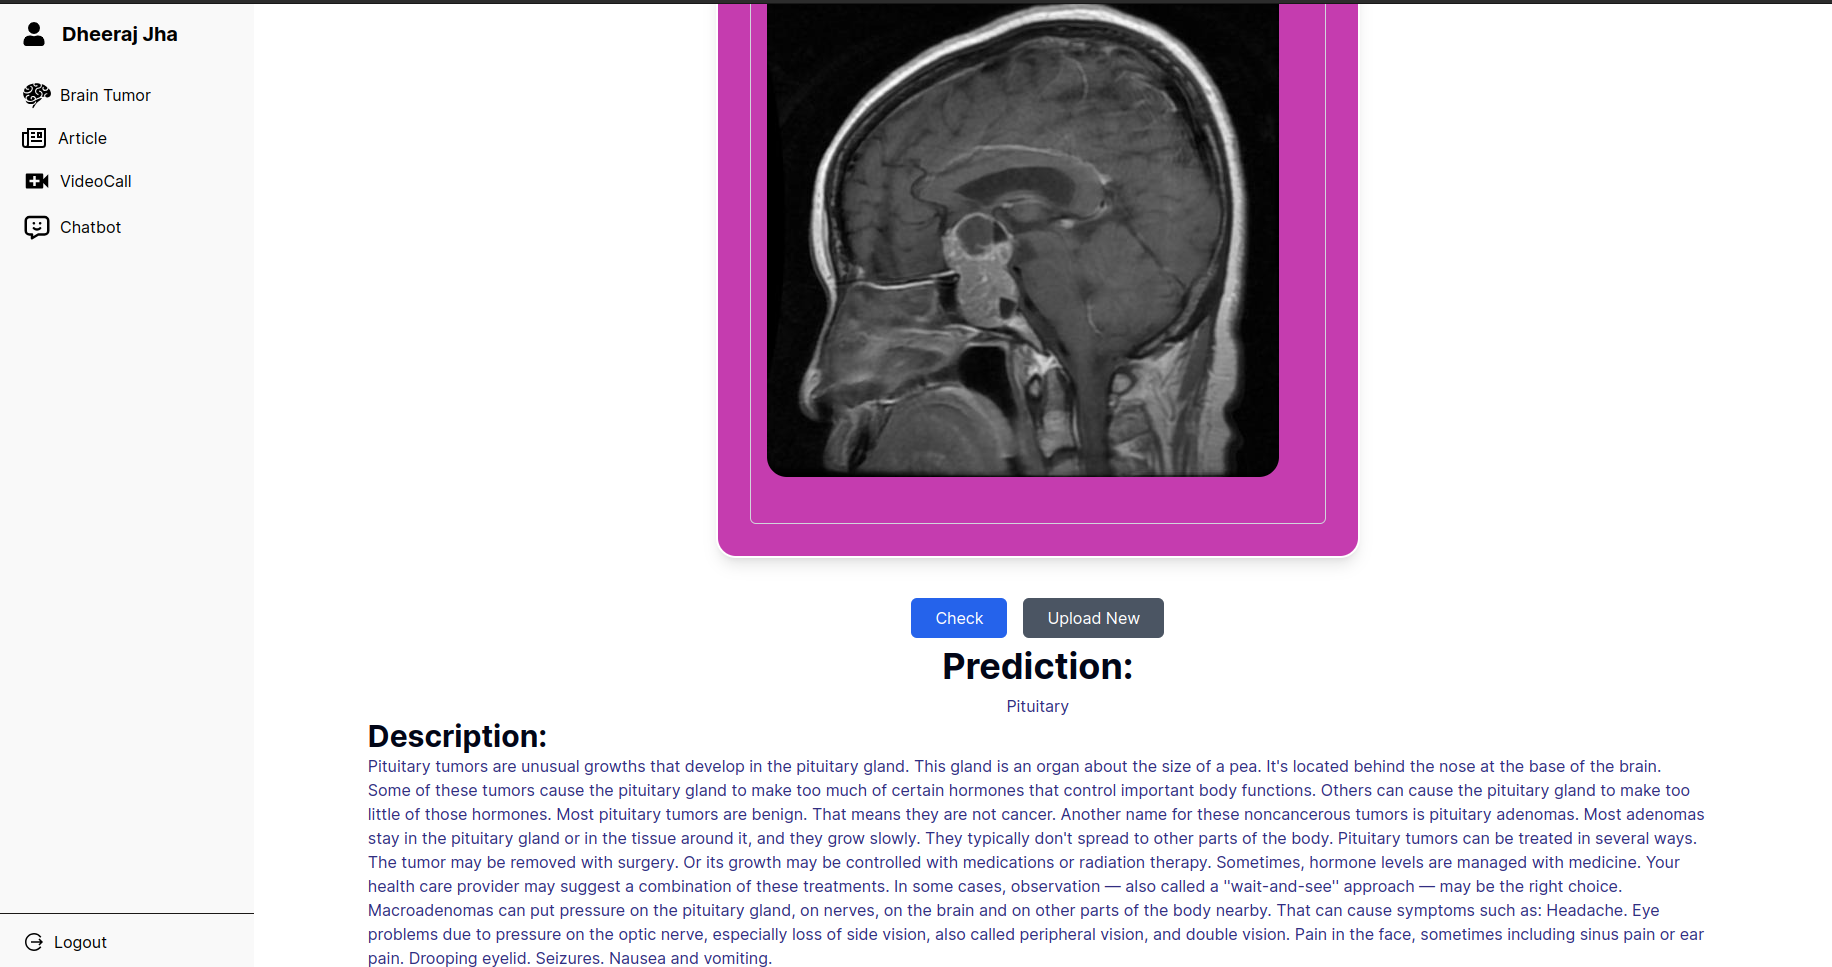 Dheeraj Jha
Brain Tumor
Article
VideoCall
Chatbot
Check
Upload New
Prediction:
Pituitary
Description:
Pituitary tumors are unusual growths that develop in the pituitary gland. This gland is an organ about the size of a pea. It's located behind the nose at the base of the brain.
Some of these tumors cause the pituitary gland to make too much of certain hormones that control important body functions. Others can cause the pituitary gland to make too
little of those hormones. Most pituitary tumors are benign. That means they are not cancer. Another name for these noncancerous tumors is pituitary adenomas. Most adenomas
stay in the pituitary gland or in the tissue around it, and they grow slowly. They typically don't spread to other parts of the body. Pituitary tumors can be treated in several ways.
The tumor may be removed with surgery. Or its growth may be controlled with medications or radiation therapy. Sometimes, hormone levels are managed with medicine. Your
health care provider may suggest a combination of these treatments. In some cases, observation — also called a "wait-and-see" approach — may be the right choice.
Macroadenomas can put pressure on the pituitary gland, on nerves, on the brain and on other parts of the body nearby. That can cause symptoms such as: Headache. Eye
problems due to pressure on the optic nerve, especially loss of side vision, also called peripheral vision, and double vision. Pain in the face, sometimes including sinus pain or ear
pain. Drooping eyelid. Seizures. Nausea and vomiting.
Logout